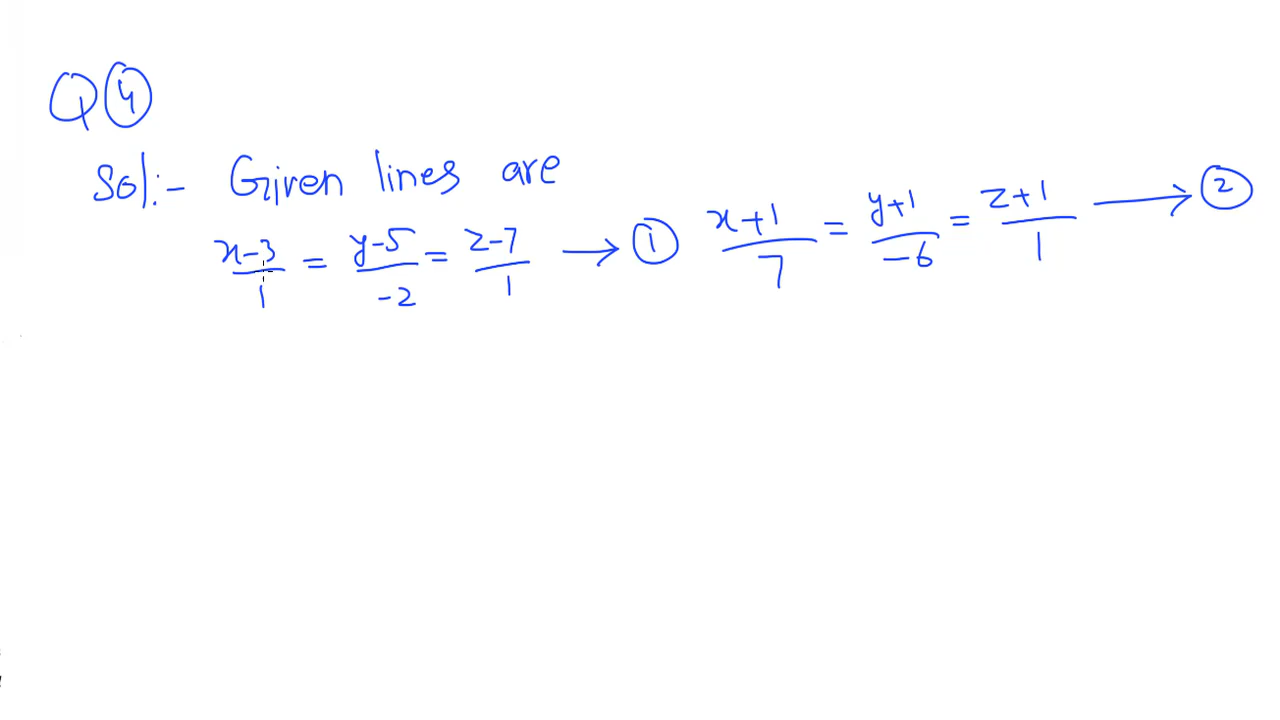 Q④
Sol:- Given lines are
x-3/1 = y-5/-2 = z-7/1 → ① x+1/7 = y+1/-6 = z+1/1 → ②